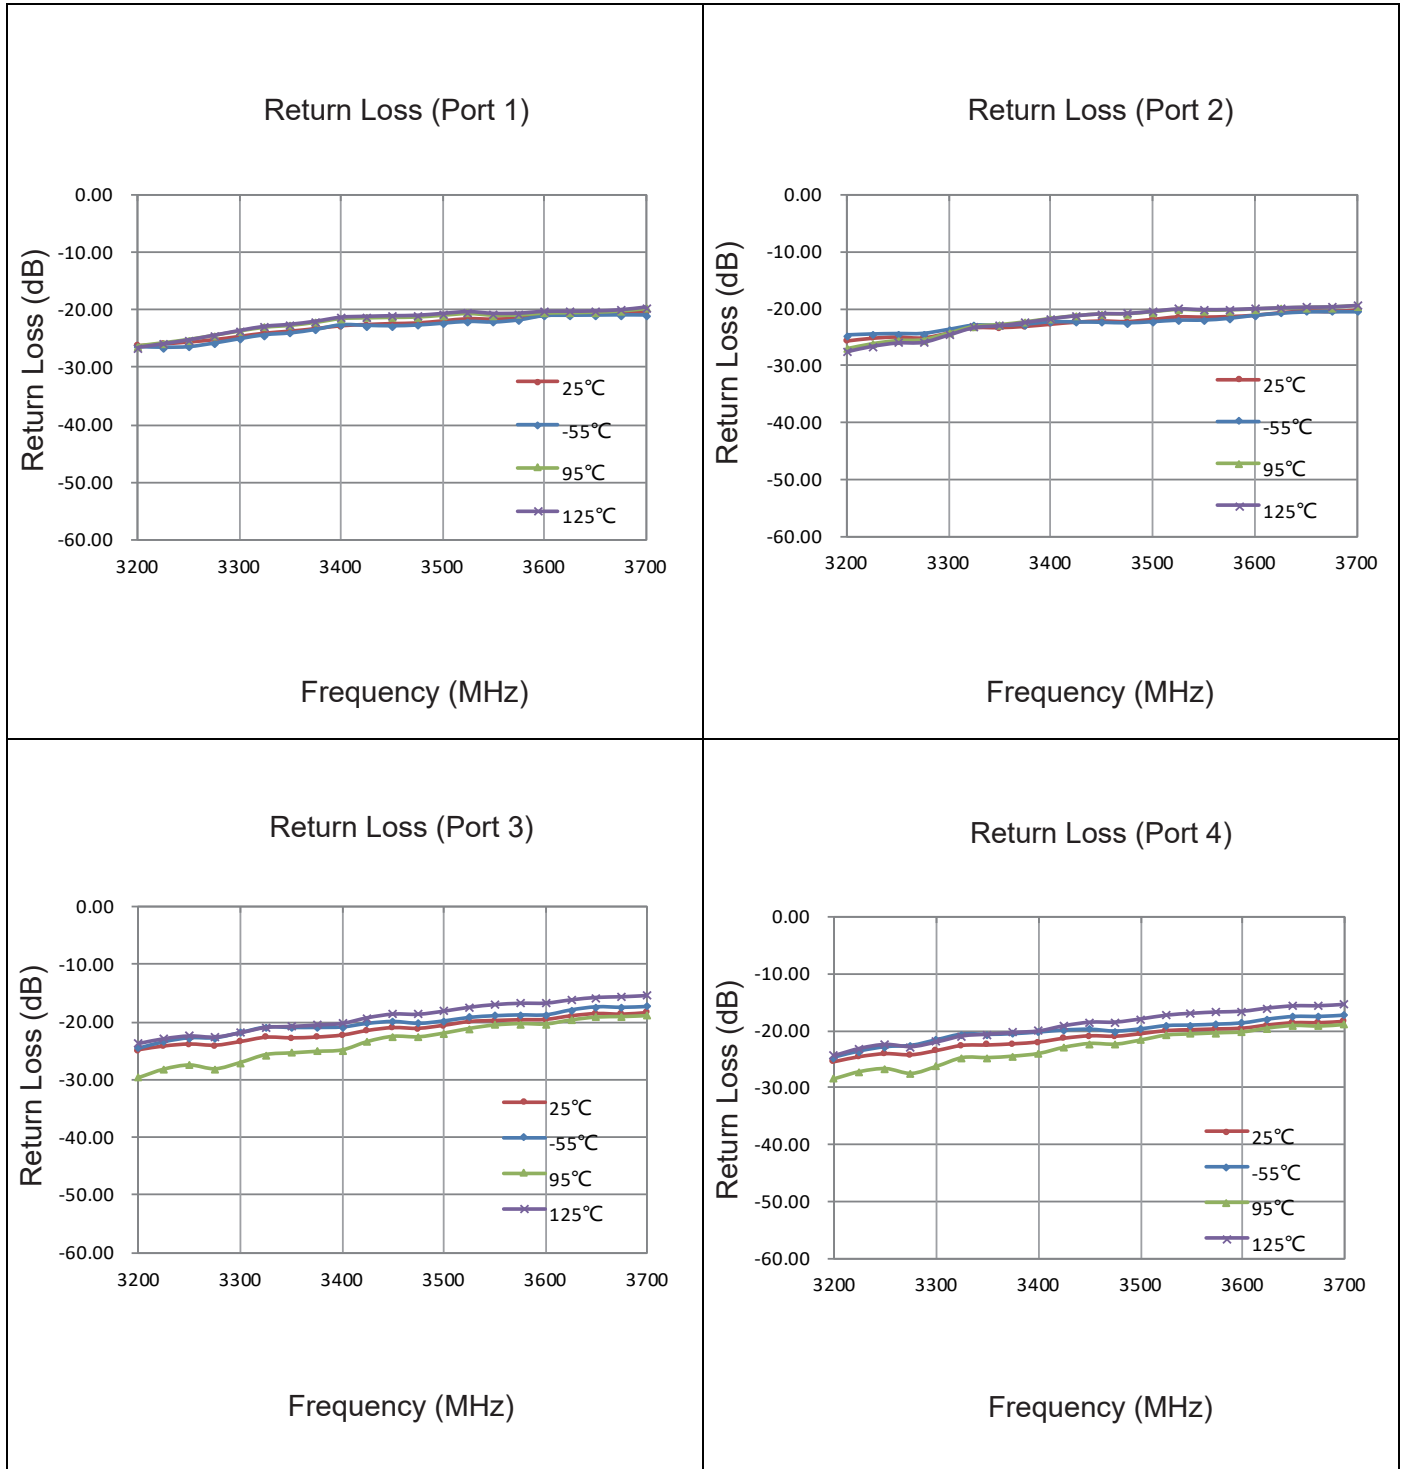 Return Loss (Port 1)
Return Loss (dB)
0.00
-10.00
-20.00
-30.00
-40.00
-50.00
-60.00
25℃
-55℃
95℃
125℃
3200 3300 3400 3500 3600 3700
Frequency (MHz)
Return Loss (Port 2)
Return Loss (dB)
0.00
-10.00
-20.00
-30.00
-40.00
-50.00
-60.00
25℃
-55℃
95℃
125℃
3200 3300 3400 3500 3600 3700
Frequency (MHz)
Return Loss (Port 3)
Return Loss (dB)
0.00
-10.00
-20.00
-30.00
-40.00
-50.00
-60.00
25℃
-55℃
95℃
125℃
3200 3300 3400 3500 3600 3700
Frequency (MHz)
Return Loss (Port 4)
Return Loss (dB)
0.00
-10.00
-20.00
-30.00
-40.00
-50.00
-60.00
25℃
-55℃
95℃
125℃
3200 3300 3400 3500 3600 3700
Frequency (MHz)